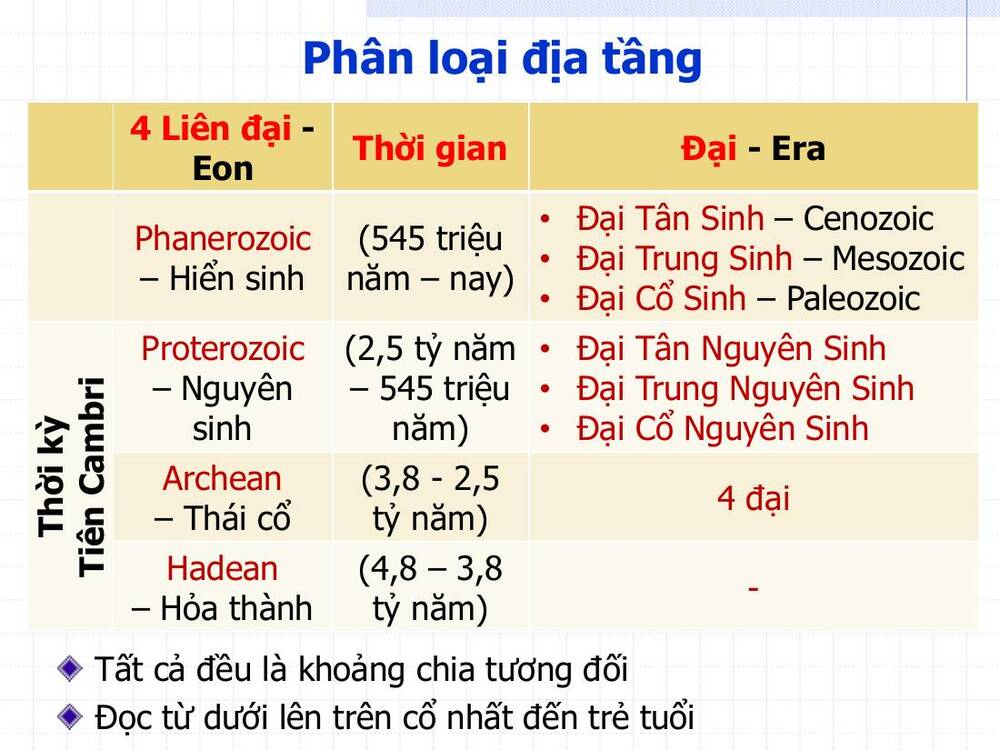 Phân loại địa tầng
4 Liên đại -
Eon
Thời gian
Đại - Era
Phanerozoic
– Hiển sinh
(545 triệu
năm – nay)
• Đại Tân Sinh – Cenozoic
• Đại Trung Sinh – Mesozoic
• Đại Cổ Sinh – Paleozoic
Thời kỳ
Tiên Cambri
Proterozoic
– Nguyên
sinh
(2,5 tỷ năm
– 545 triệu
năm)
• Đại Tân Nguyên Sinh
• Đại Trung Nguyên Sinh
• Đại Cổ Nguyên Sinh
Archean
– Thái cổ
(3,8 - 2,5
tỷ năm)
4 đại
Hadean
– Hỏa thành
(4,8 – 3,8
tỷ năm)
-
Tất cả đều là khoảng chia tương đối
Đọc từ dưới lên trên cổ nhất đến trẻ tuổi